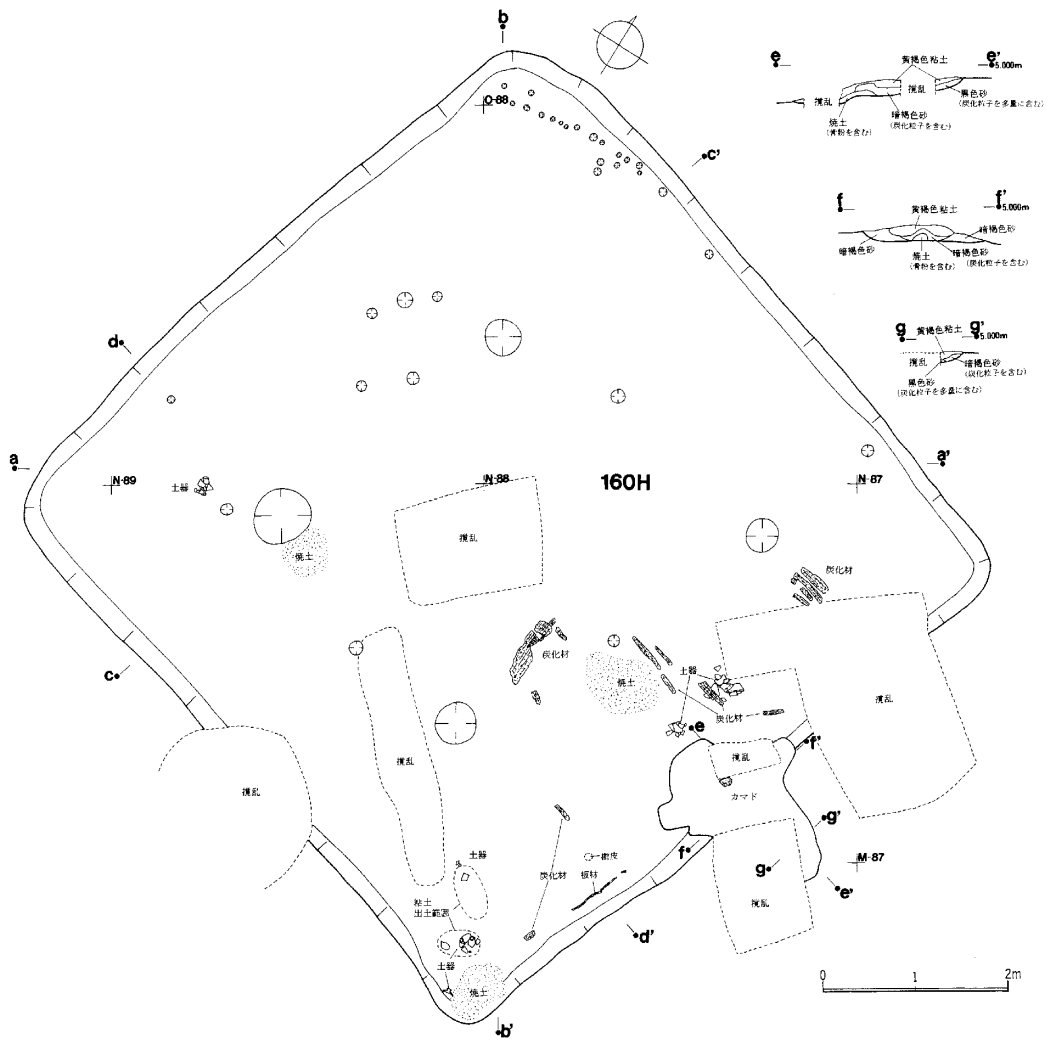 b
O-88
c'
d
a
N-89
土器
焼土
N-88
160H
N-87
a'
撹乱
炭化材
炭化材
焼土
土器
炭化材
撹乱
c
撹乱
撹乱
e
f'
撹乱
カマド
g'
M-87
e'
f
g
撹乱
樹皮
板材
炭化材
土器
粘土
出土範囲
土器
焼土
d'
b'
0 1 2m
e
e'
5.000m
黄褐色粘土
撹乱
撹乱
黒色砂
(炭化粒子を多量に含む)
焼土
(骨粉を含む)
暗褐色砂
(炭化粒子を含む)
f
f'
5.000m
黄褐色粘土
暗褐色砂
暗褐色砂
焼土
(骨粉を含む)
暗褐色砂
(炭化粒子を含む)
g
g'
5.000m
黄褐色粘土
撹乱
暗褐色砂
(炭化粒子を含む)
黒色砂
(炭化粒子を多量に含む)